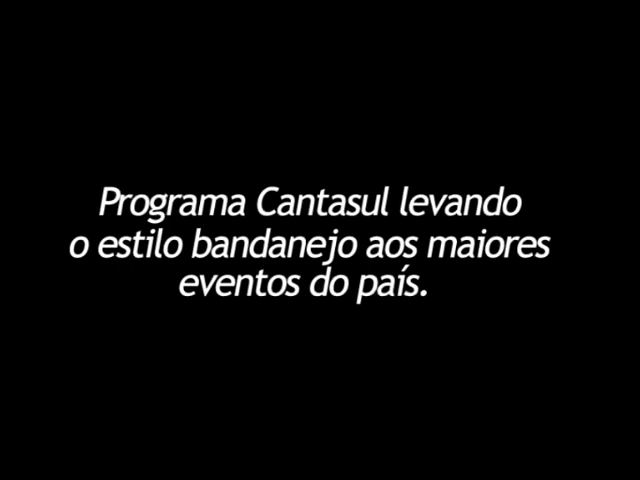 Programa Cantasul levando
o estilo bandanejo aos maiores
eventos do país.